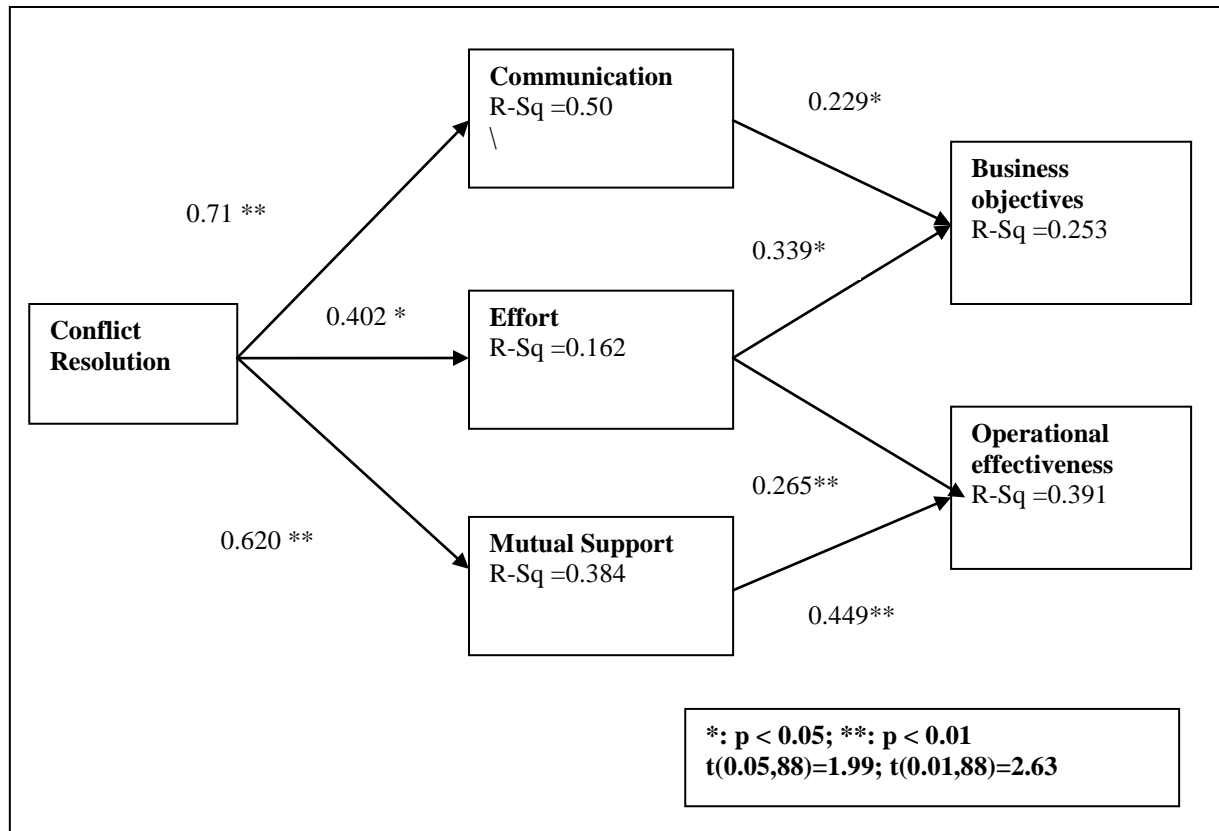 Communication
R-Sq =0.50
\
0.229*
Business
objectives
R-Sq =0.253
0.71 **
0.339*
Conflict
Resolution
0.402 *
Effort
R-Sq =0.162
Operational
effectiveness
R-Sq =0.391
0.265**
0.620 **
Mutual Support
R-Sq =0.384
0.449**
*: p < 0.05; **: p < 0.01
t(0.05,88)=1.99; t(0.01,88)=2.63